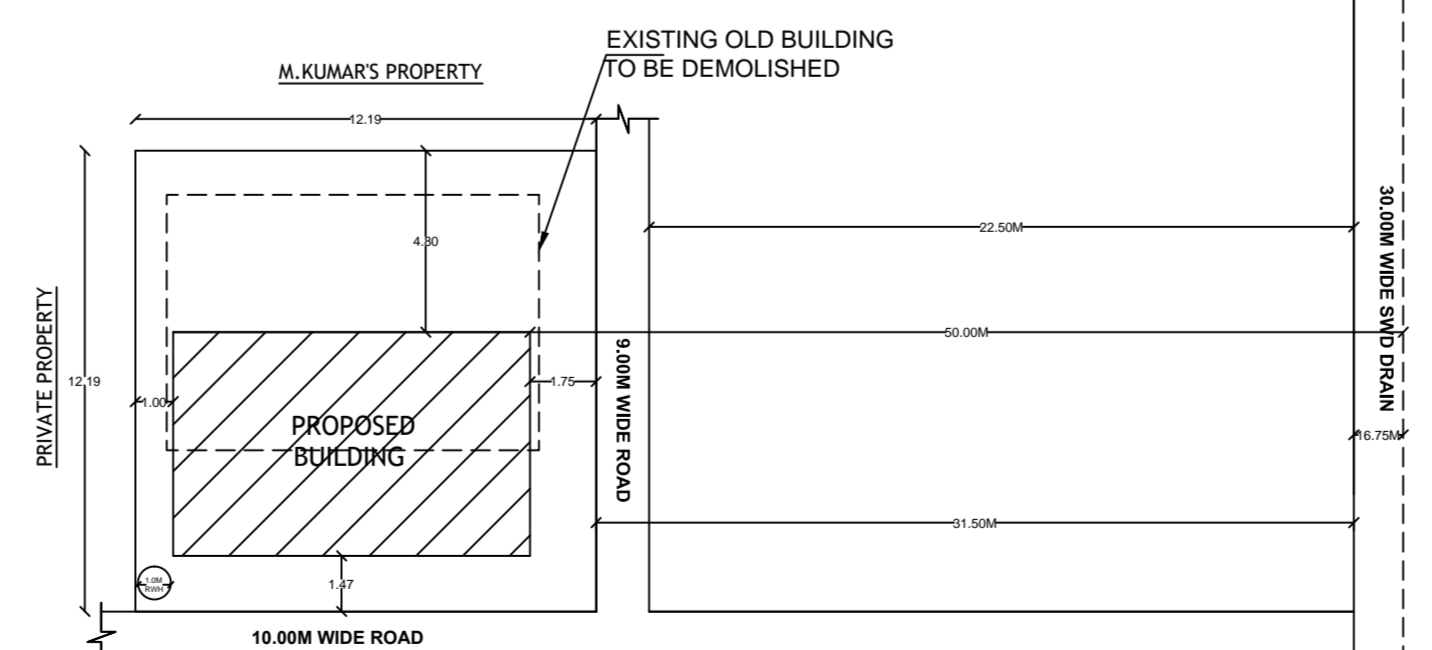 EXISTING OLD BUILDING
TO BE DEMOLISHED
M.KUMAR'S PROPERTY
12.19
4.80
22.50M
30.00M WIDE SWD DRAIN
50.00M
PRIVATE PROPERTY
12.19
1.00
1.75
9.00M WIDE ROAD
PROPOSED
BUILDING
16.75M
31.50M
1.0M
RWH
1.47
10.00M WIDE ROAD